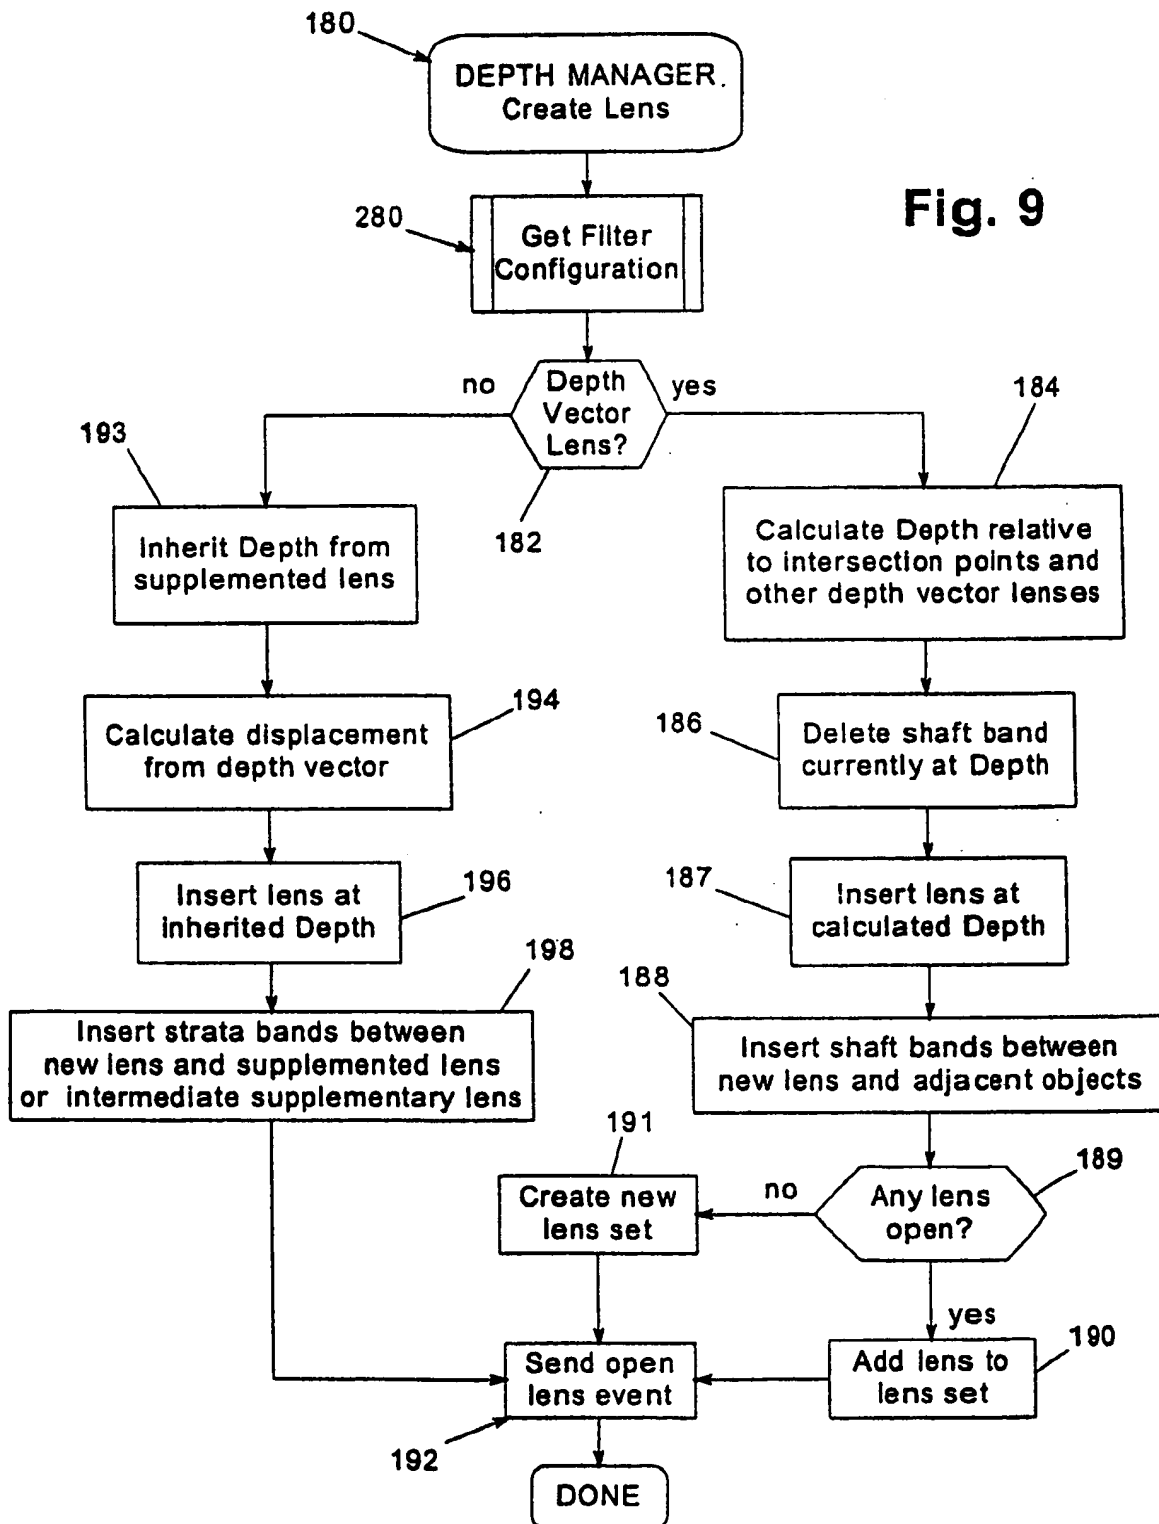 180
DEPTH MANAGER.
Create Lens
Fig. 9
280
Get Filter
Configuration
no
Depth
Vector
Lens?
yes
184
193
182
Inherit Depth from
supplemented lens
Calculate Depth relative
to intersection points and
other depth vector lenses
194
186
Calculate displacement
from depth vector
Delete shaft band
currently at Depth
196
187
Insert lens at
inherited Depth
Insert lens at
calculated Depth
198
188
Insert strata bands between
new lens and supplemented lens
or intermediate supplementary lens
Insert shaft bands between
new lens and adjacent objects
191
189
Create new
lens set
no
Any lens
open?
yes
190
Send open
lens event
Add lens to
lens set
192
DONE